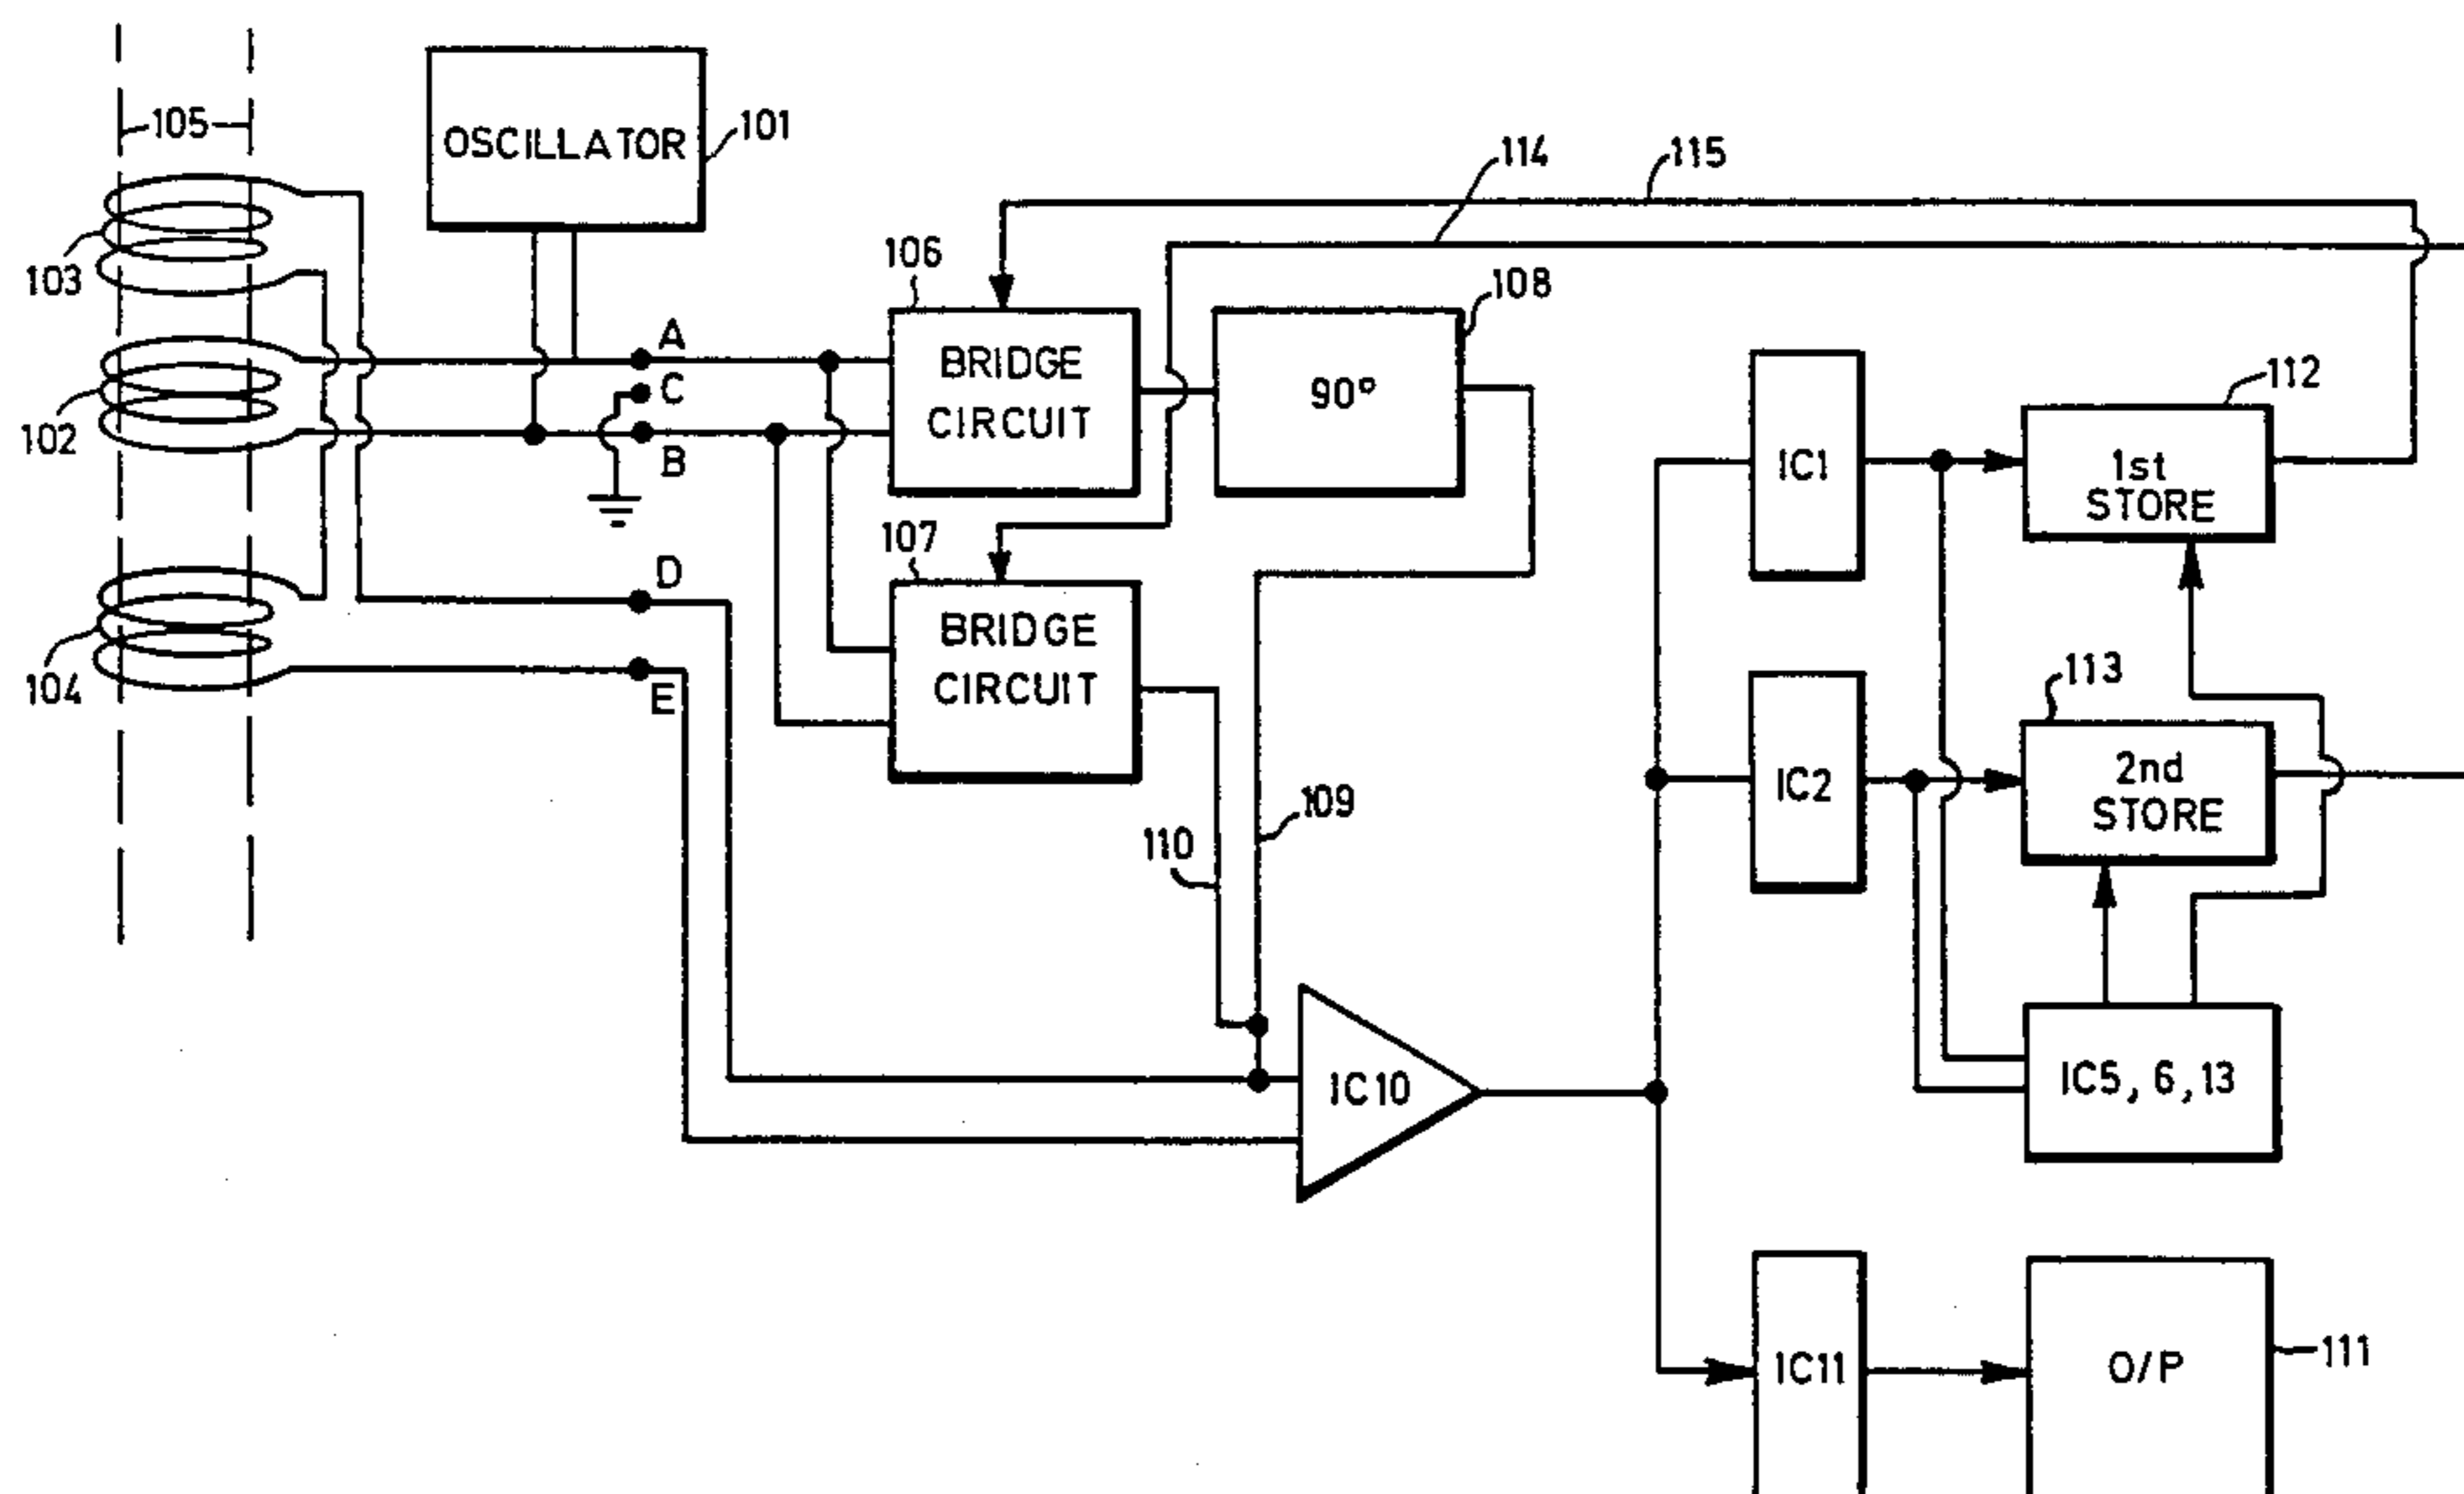 105
OSCILLATOR
101
114
115
103
106
108
A
C
B
BRIDGE
CIRCUIT
90°
102
IC1
112
1st
STORE
107
D
E
BRIDGE
CIRCUIT
104
113
IC2
2nd
STORE
109
110
IC10
IC5, 6, 13
IC11
O/P
111